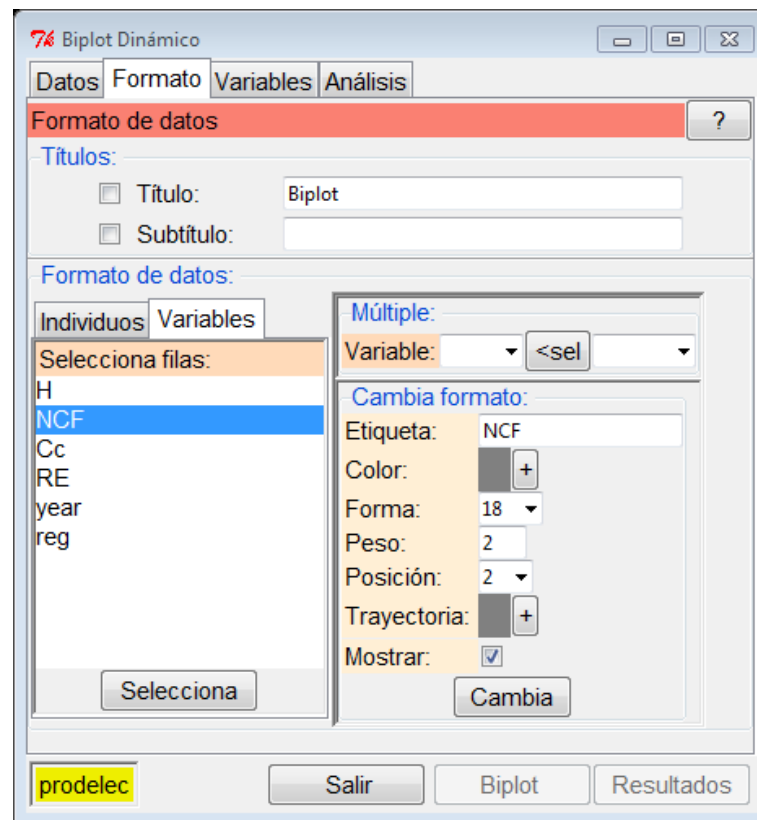 Biplot Dinámico
Datos Formato Variables Análisis
Formato de datos ?
Títulos:
Título: Biplot
Subtítulo:
Formato de datos:
Individuos Variables
Selecciona filas:
H
NCF
Cc
RE
year
reg
Selecciona
Múltiple:
Variable: <sel
Cambia formato:
Etiqueta: NCF
Color: +
Forma: 18
Peso: 2
Posición: 2
Trayectoria: +
Mostrar:
Cambia
prodelec Salir Biplot Resultados